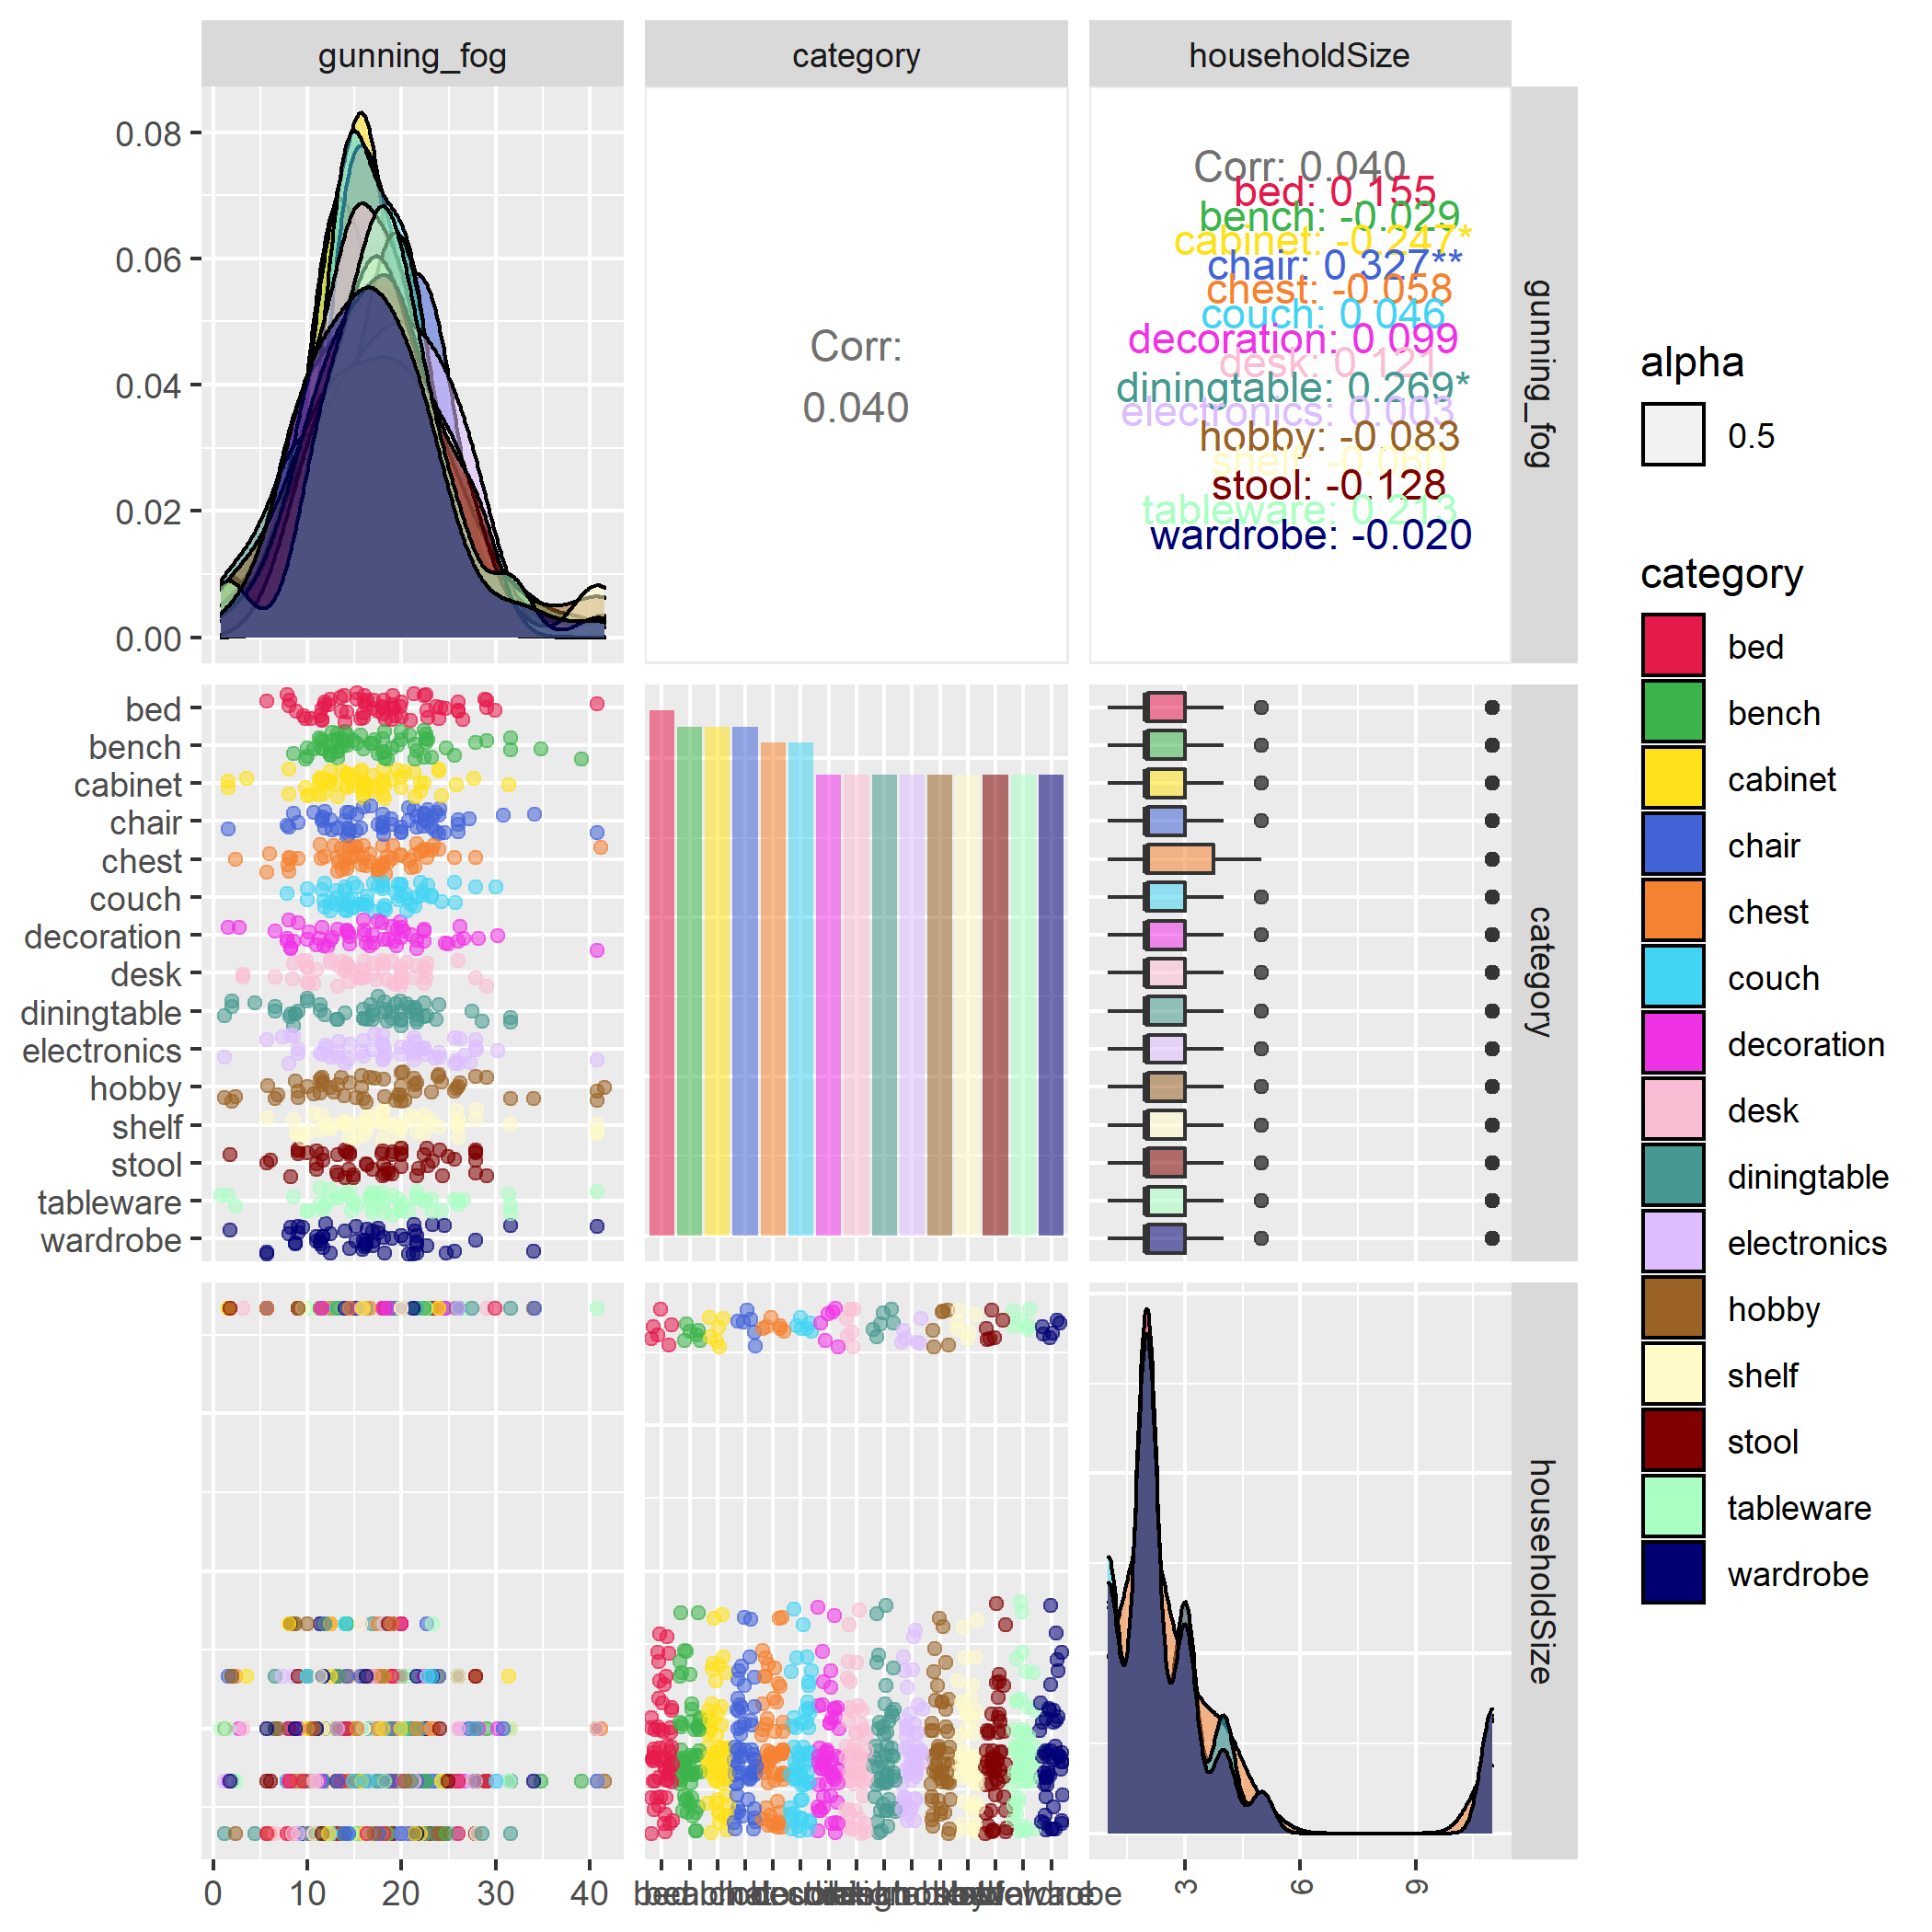 gunning_fog
category
householdSize
0.08
0.06
0.04
0.02
0.00
Corr:
0.040
Corr: 0.040
bed: 0.155
bench: -0.029
cabinet: -0.247*
chair: 0.327**
chest: -0.058
couch: 0.046
decoration: 0.099
desk: 0.121
diningtable: 0.269*
electronics: 0.003
hobby: -0.083
shelf: -0.060
stool: -0.128
tableware: 0.213
wardrobe: -0.020
gunning_fog
bed
bench
cabinet
chair
chest
couch
decoration
desk
diningtable
electronics
hobby
shelf
stool
tableware
wardrobe
category
householdSize
0 10 20 30 40
3 6 9
alpha
0.5
category
bed
bench
cabinet
chair
chest
couch
decoration
desk
diningtable
electronics
hobby
shelf
stool
tableware
wardrobe